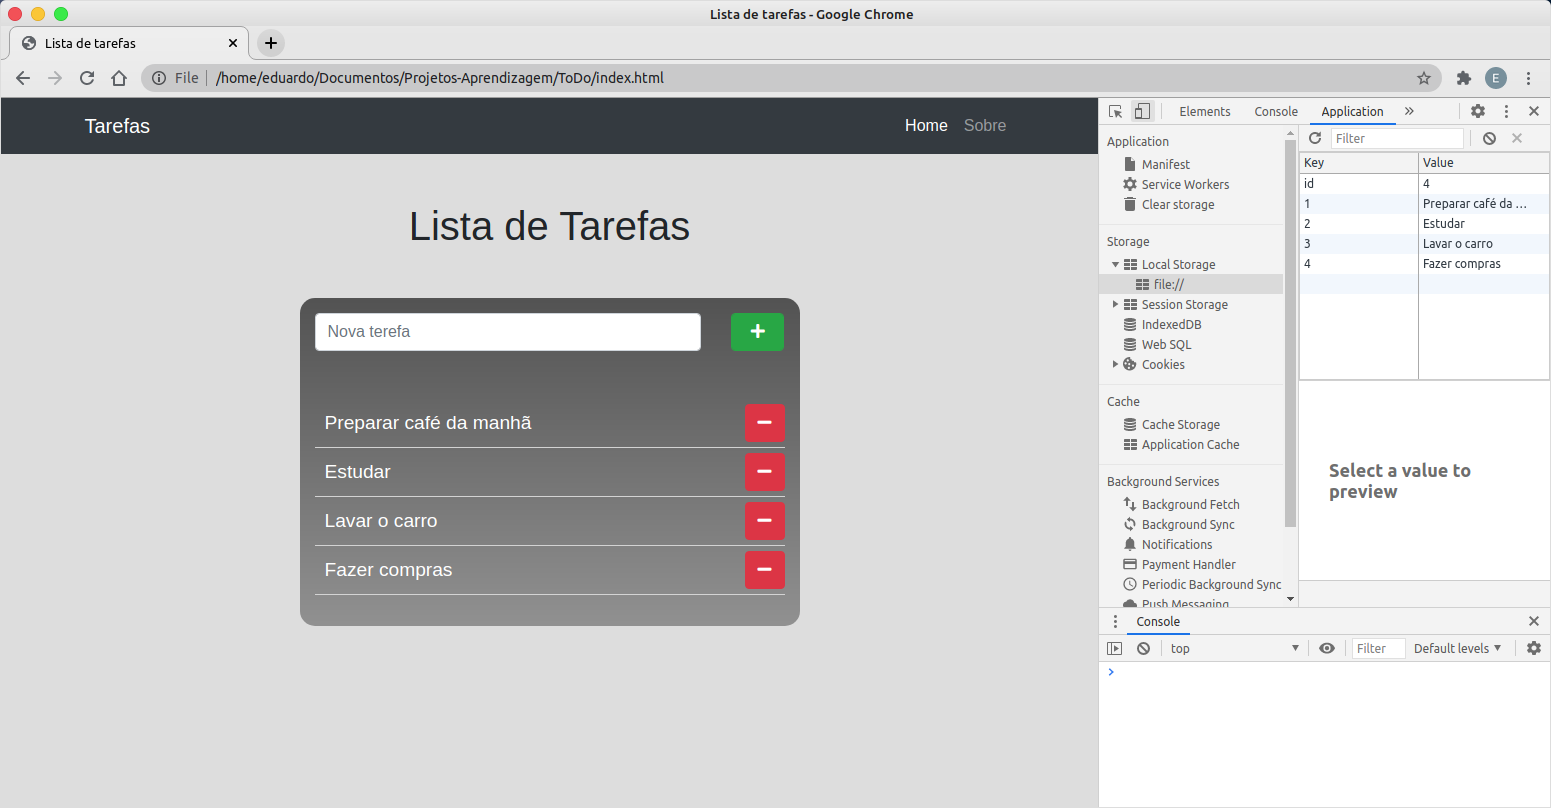 Lista de tarefas - Google Chrome
Lista de tarefas
File | /home/eduardo/Documentos/Projetos-Aprendizagem/ToDo/index.html
E
Tarefas
Home Sobre
Lista de Tarefas
Nova terefa
Preparar café da manhã
Estudar
Lavar o carro
Fazer compras
Elements Console Application
Application
Manifest
Service Workers
Clear storage
Storage
Local Storage
file://
Session Storage
IndexedDB
Web SQL
Cookies
Cache
Cache Storage
Application Cache
Background Services
Background Fetch
Background Sync
Notifications
Payment Handler
Periodic Background Sync
Push Messaging
Filter
Key Value
id 4
1 Preparar café da …
2 Estudar
3 Lavar o carro
4 Fazer compras
Select a value to
preview
Console
top Filter Default levels